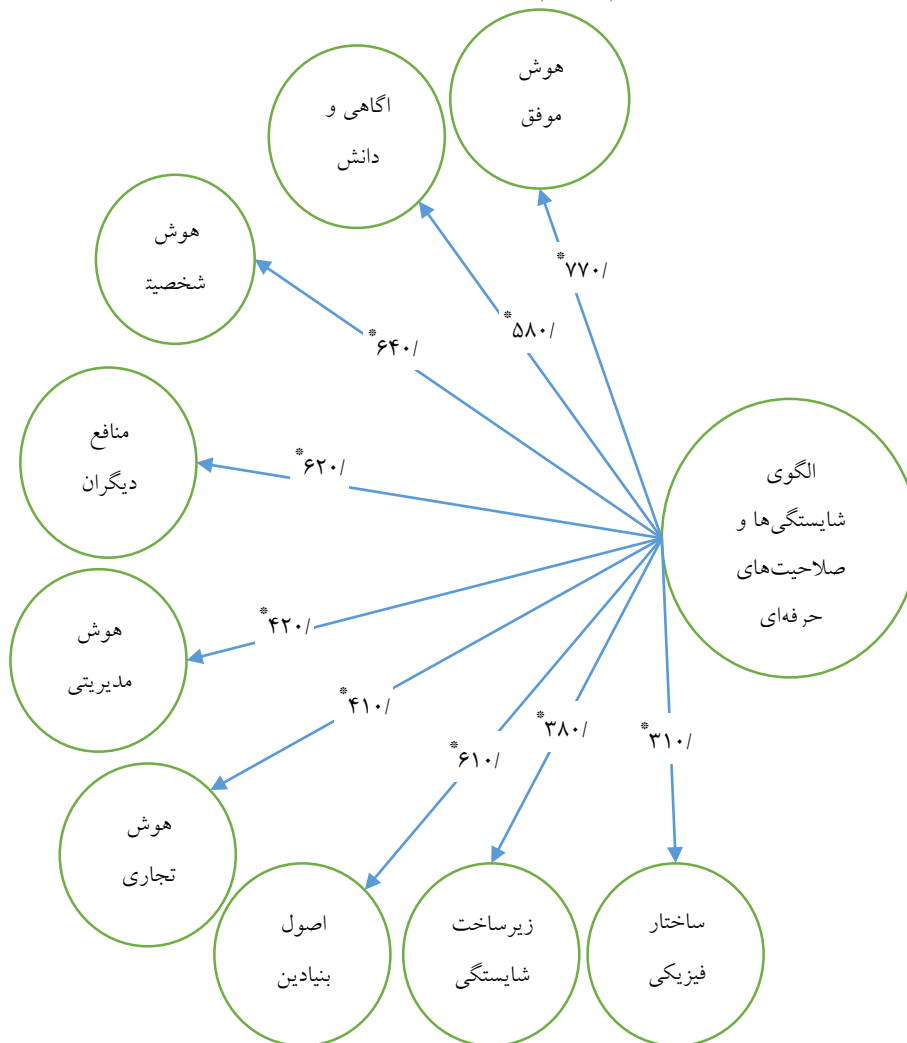 هوش
موفق
اگاهی و
دانش
هوش
شخصیت
منافع
دیگران
هوش
مدیریتی
هوش
تجاری
اصول
بنیادین
زیرساخت
شایستگی
ساختار
فیزیکی
الگوی
شایستگی‌ها و
صلاحیت‌های
حرفه‌ای
*۷۷۰/
*۵۸۰/
*۶۴۰/
*۶۲۰/
*۴۲۰/
*۴۱۰/
*۶۱۰/
*۳۸۰/
*۳۱۰/